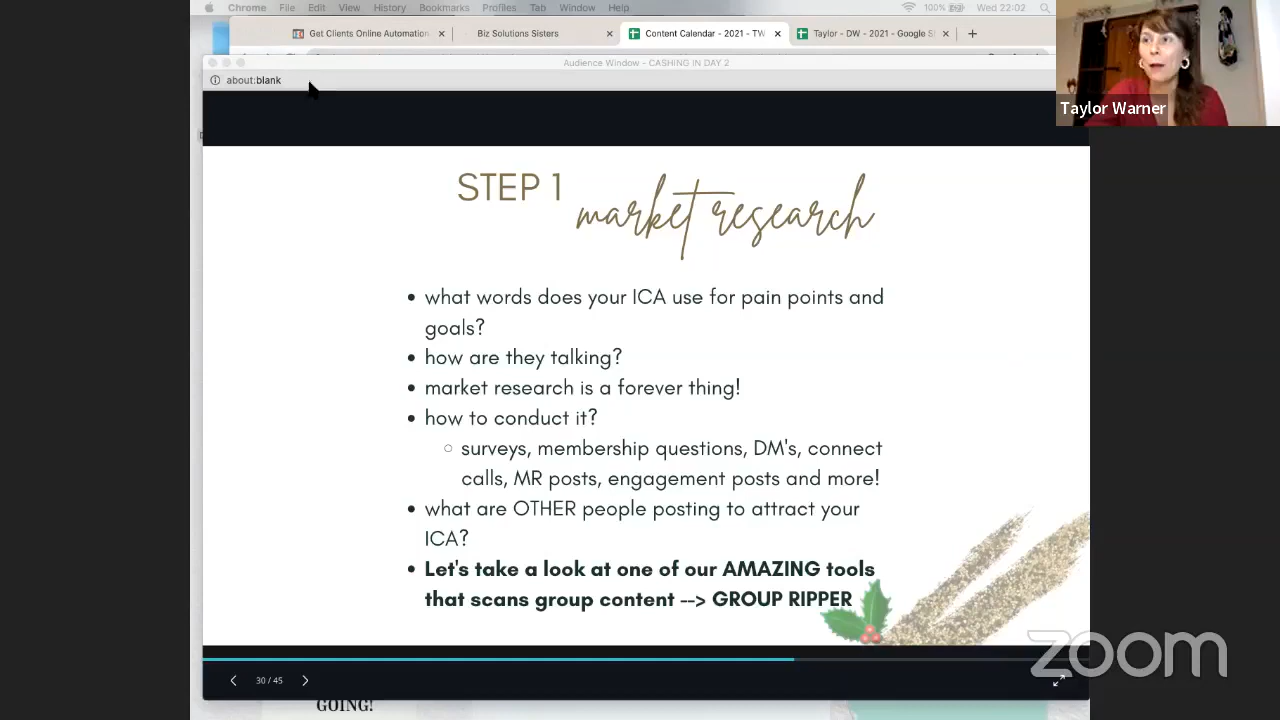 Chrome File Edit View History Bookmarks Profiles Tab Window Help 100% Wed 22:02
Get Clients Online Automation
Biz Solutions Sisters
Content Calendar - 2021 - TW
Taylor - DW - 2021 - Google S
Audience Window - CASHING IN DAY 2
about:blank
Taylor Warner
STEP 1
market research
• what words does your ICA use for pain points and
goals?
• how are they talking?
• market research is a forever thing!
• how to conduct it?
○ surveys, membership questions, DM's, connect
calls, MR posts, engagement posts and more!
• what are OTHER people posting to attract your
ICA?
• Let's take a look at one of our AMAZING tools
that scans group content --> GROUP RIPPER
zoom
30 / 45
GOING!